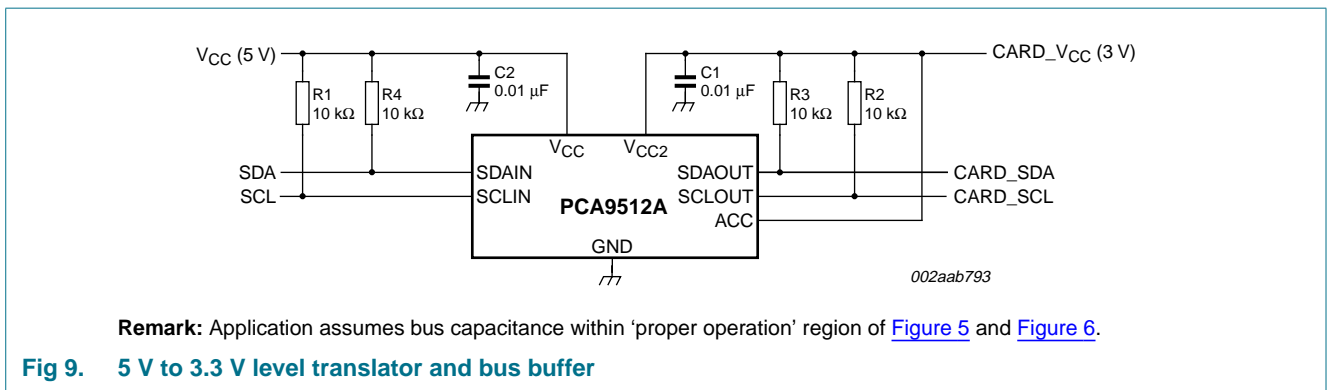 VCC (5 V)
CARD_VCC (3 V)
R1
10 kΩ
R4
10 kΩ
C2
0.01 μF
C1
0.01 μF
R3
10 kΩ
R2
10 kΩ
VCC
VCC2
SDA
SDAIN
SDAOUT
CARD_SDA
SCL
SCLIN
SCLOUT
CARD_SCL
PCA9512A
ACC
GND
002aab793
Remark: Application assumes bus capacitance within ‘proper operation’ region of Figure 5 and Figure 6.
Fig 9. 5 V to 3.3 V level translator and bus buffer